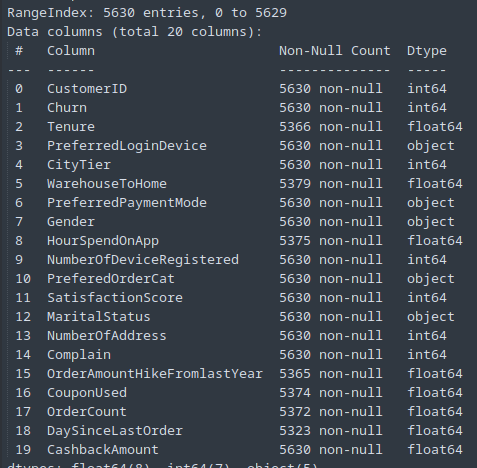 RangeIndex: 5630 entries, 0 to 5629
Data columns (total 20 columns):
 #   Column                       Non-Null Count  Dtype
---  ------                       --------------  -----
 0   CustomerID                   5630 non-null   int64
 1   Churn                        5630 non-null   int64
 2   Tenure                       5366 non-null   float64
 3   PreferredLoginDevice         5630 non-null   object
 4   CityTier                     5630 non-null   int64
 5   WarehouseToHome              5379 non-null   float64
 6   PreferredPaymentMode         5630 non-null   object
 7   Gender                       5630 non-null   object
 8   HourSpendOnApp               5375 non-null   float64
 9   NumberOfDeviceRegistered     5630 non-null   int64
 10  PreferedOrderCat             5630 non-null   object
 11  SatisfactionScore            5630 non-null   int64
 12  MaritalStatus                5630 non-null   object
 13  NumberOfAddress              5630 non-null   int64
 14  Complain                     5630 non-null   int64
 15  OrderAmountHikeFromlastYear  5365 non-null   float64
 16  CouponUsed                   5374 non-null   float64
 17  OrderCount                   5372 non-null   float64
 18  DaySinceLastOrder            5323 non-null   float64
 19  CashbackAmount               5630 non-null   float64
dtypes: float64(8), int64(7), object(5)